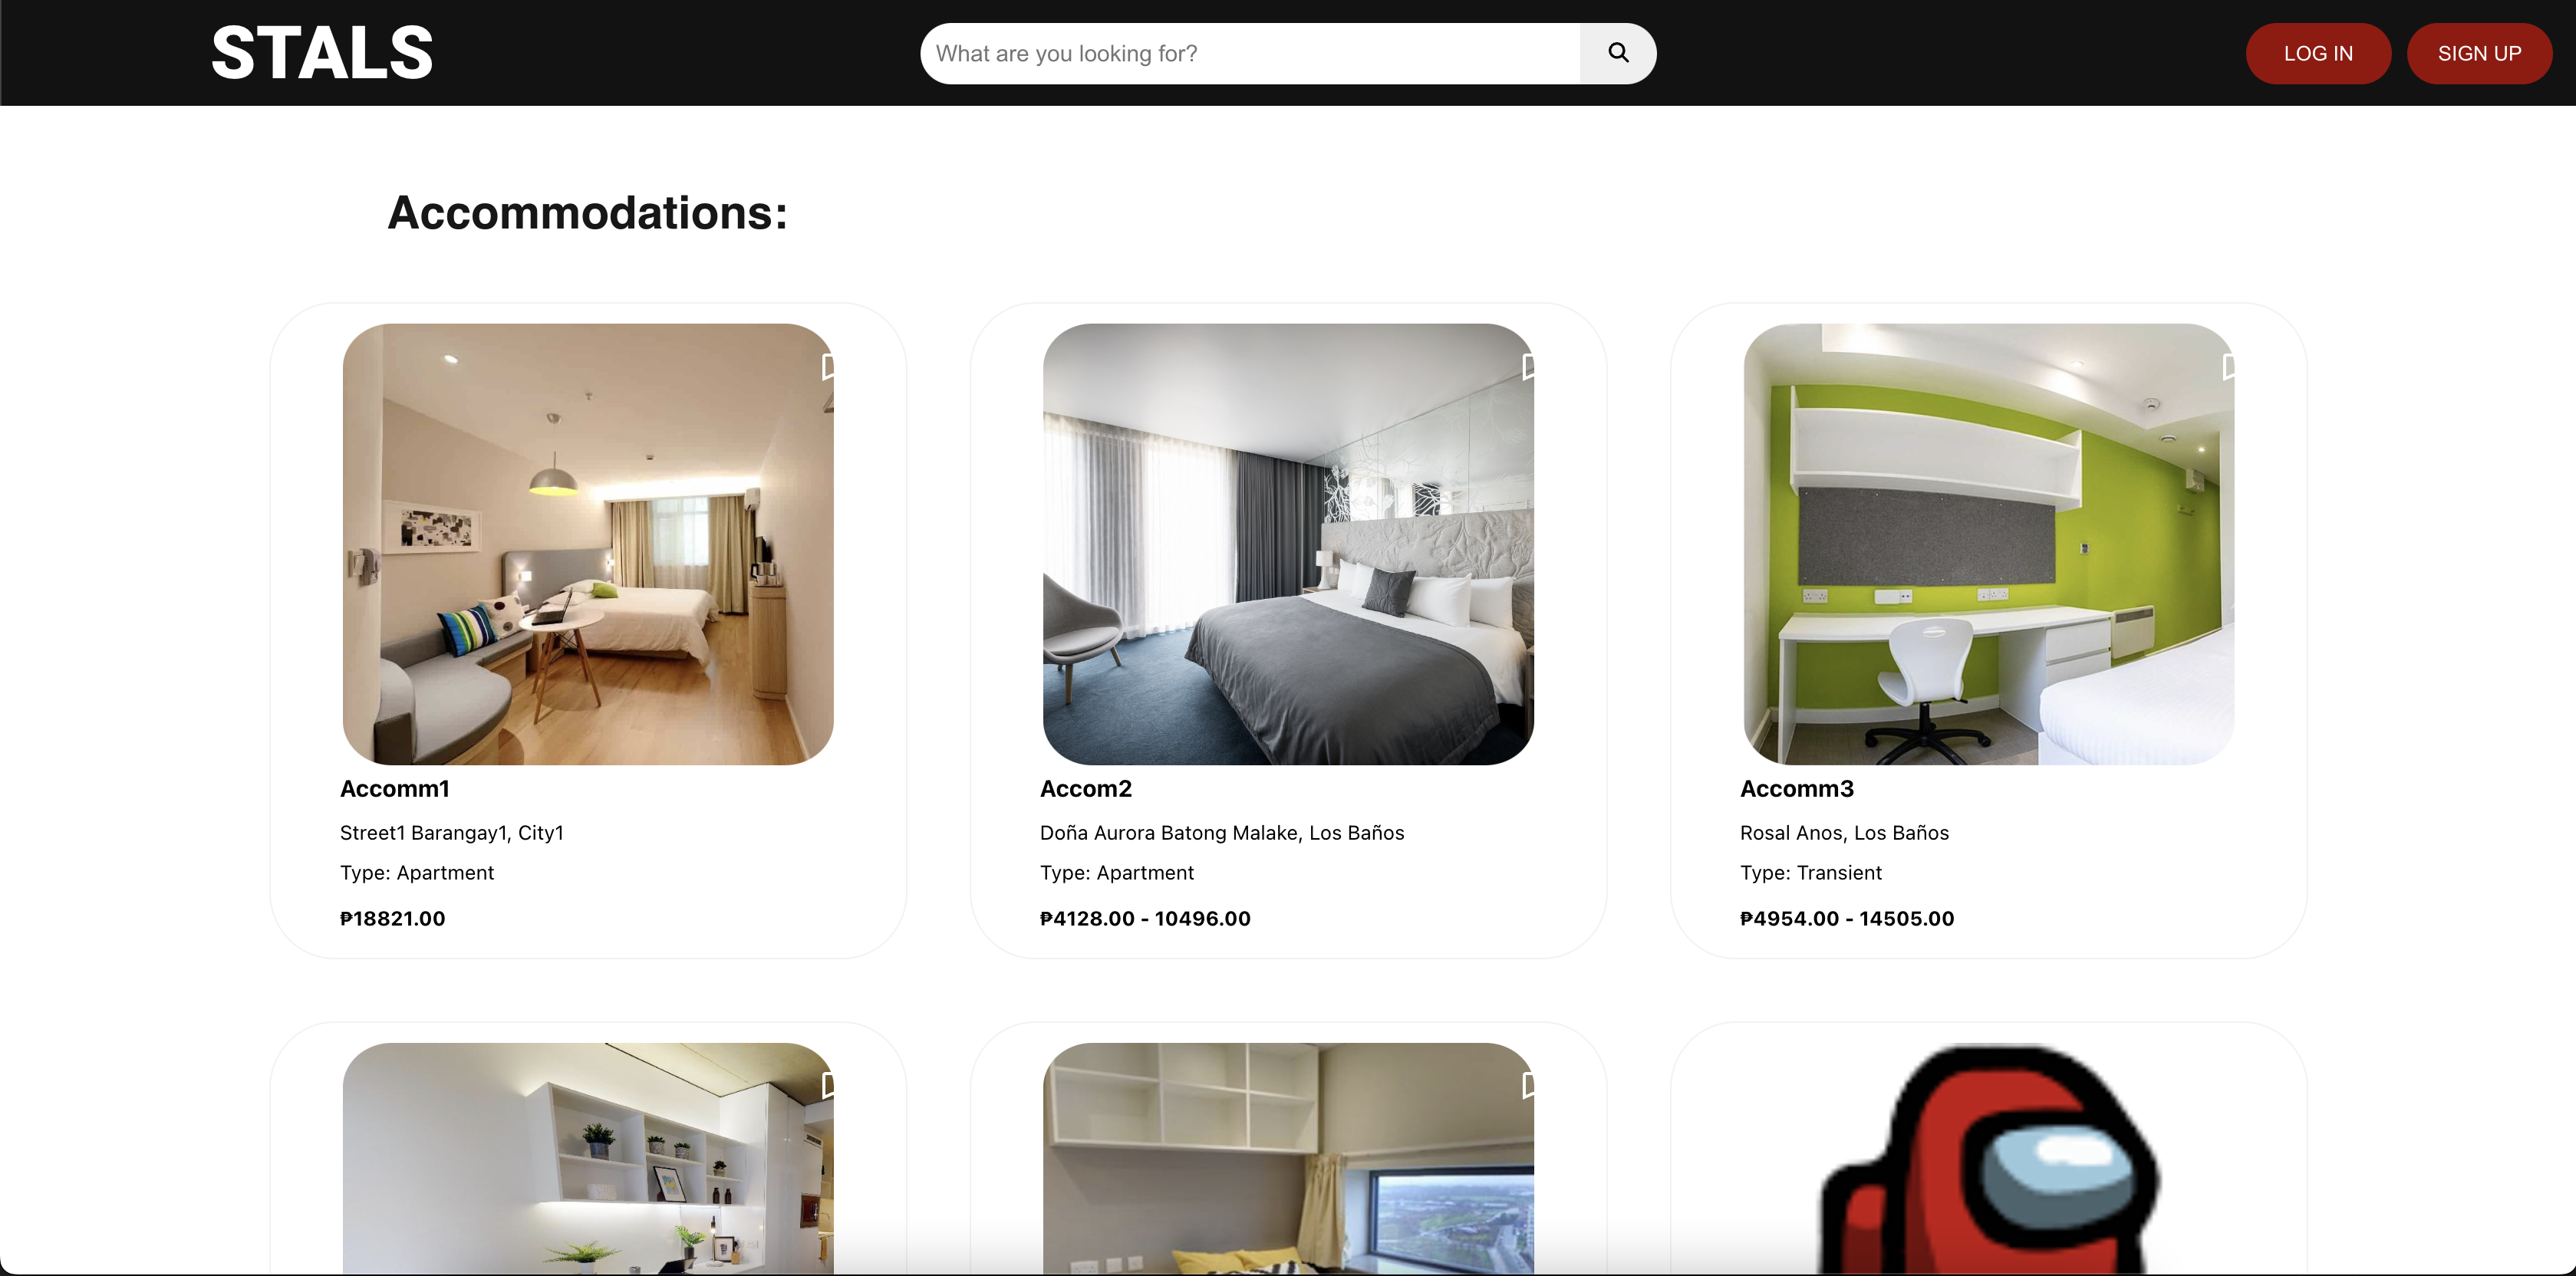 STALS
What are you looking for?
LOG IN
SIGN UP
Accommodations:
Accomm1
Street1 Barangay1, City1
Type: Apartment
₱18821.00
Accom2
Doña Aurora Batong Malake, Los Baños
Type: Apartment
₱4128.00 - 10496.00
Accomm3
Rosal Anos, Los Baños
Type: Transient
₱4954.00 - 14505.00